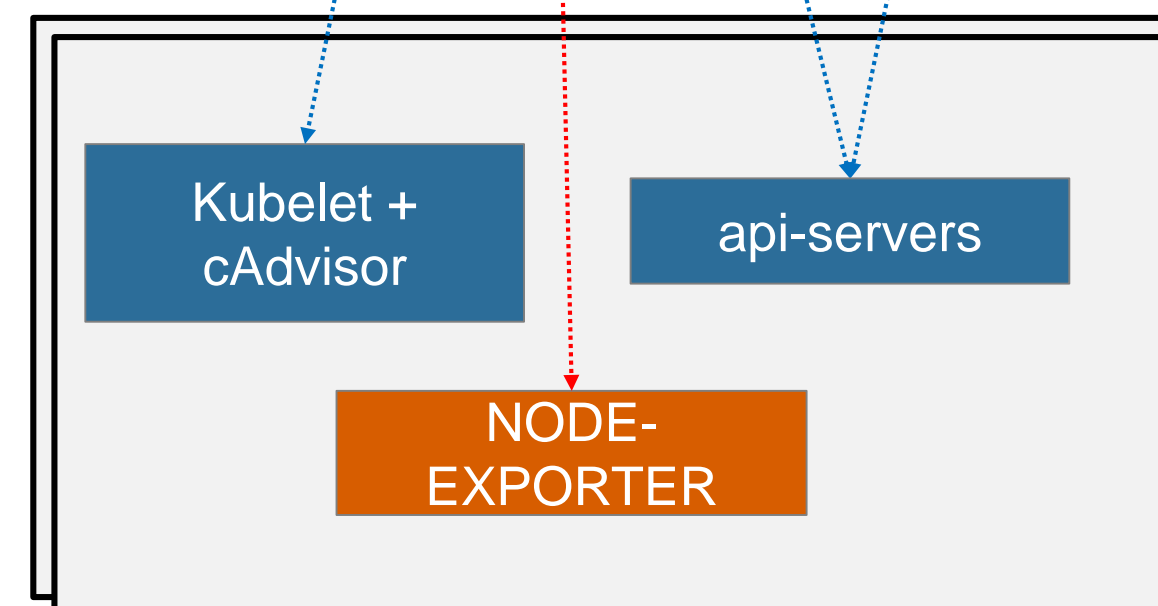 Kubelet +
cAdvisor
api-servers
NODE-
EXPORTER